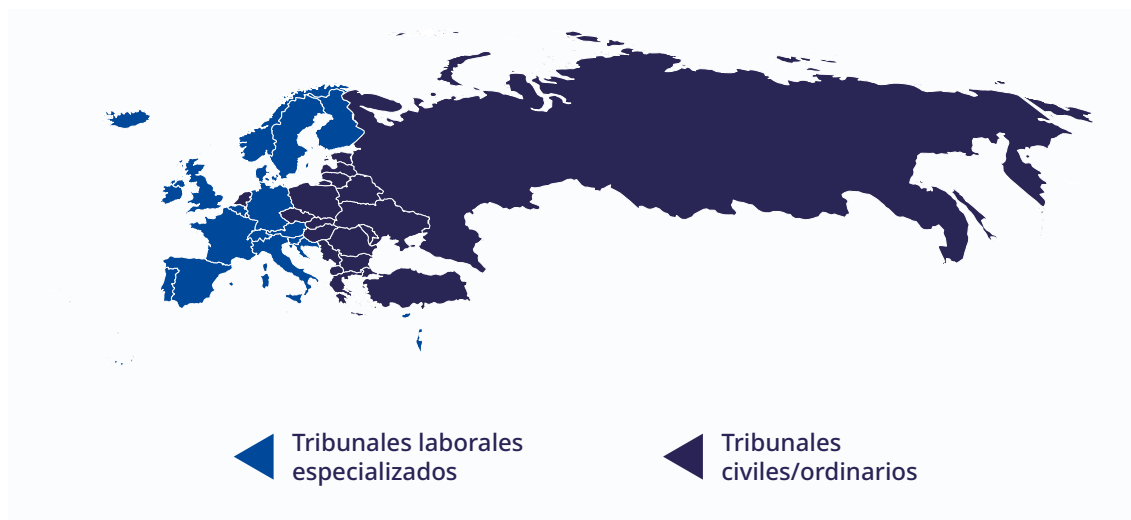 Tribunales laborales
especializados
Tribunales
civiles/ordinarios